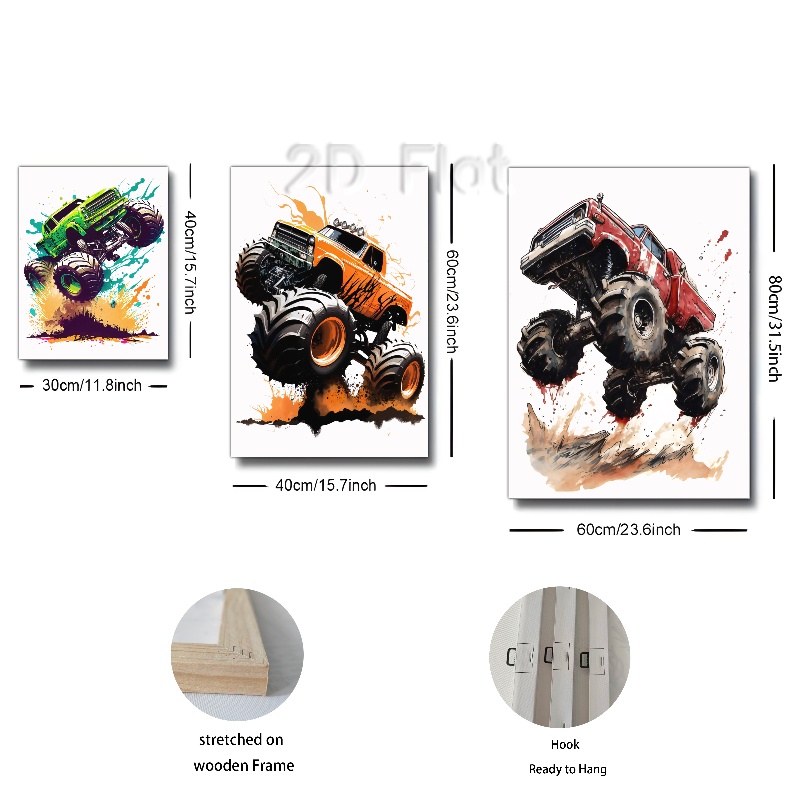 2D Flat
40cm/15.7inch
30cm/11.8inch
60cm/23.6inch
40cm/15.7inch
80cm/31.5inch
60cm/23.6inch
stretched on
wooden Frame
Hook
Ready to Hang